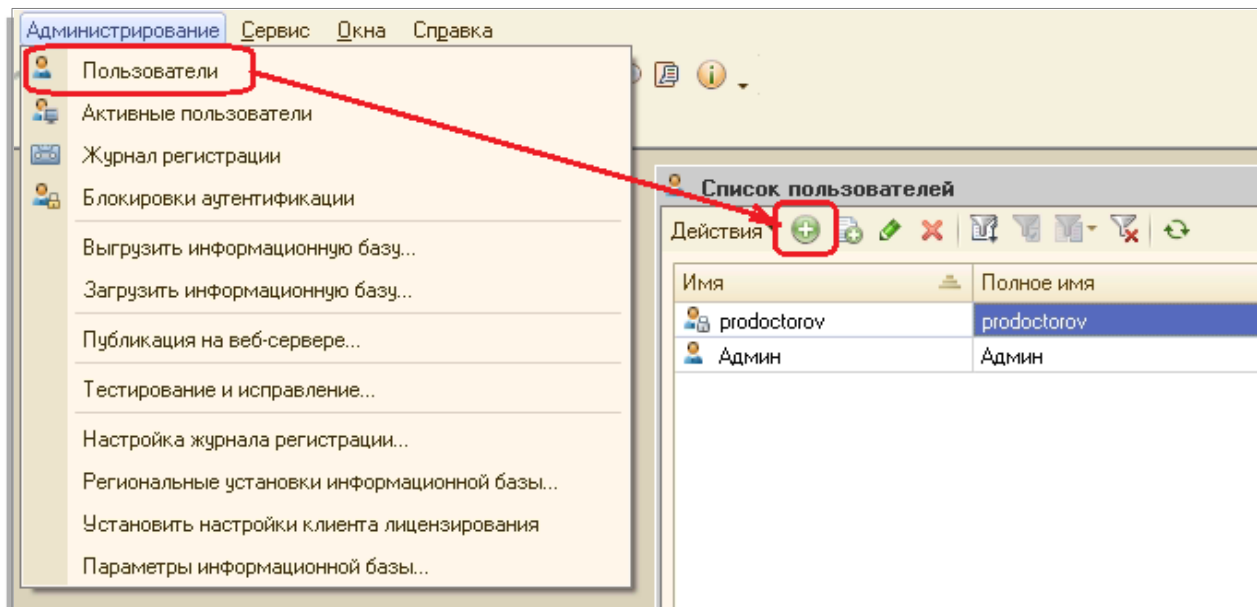 Администрирование Сервис Окна Справка
Пользователи
Активные пользователи
Журнал регистрации
Блокировки аутентификации
Выгрузить информационную базу...
Загрузить информационную базу...
Публикация на веб-сервере...
Тестирование и исправление...
Настройка журнала регистрации...
Региональные установки информационной базы...
Установить настройки клиента лицензирования
Параметры информационной базы...
Список пользователей
Действия
Имя Полное имя
prodoctorov prodoctorov
Админ Админ